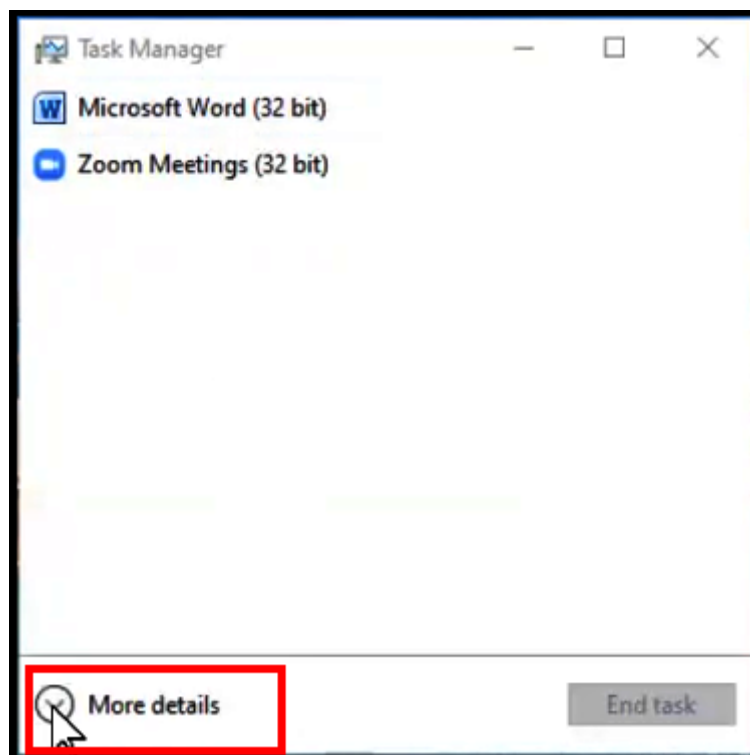 Task Manager
Microsoft Word (32 bit)
Zoom Meetings (32 bit)
More details
End task